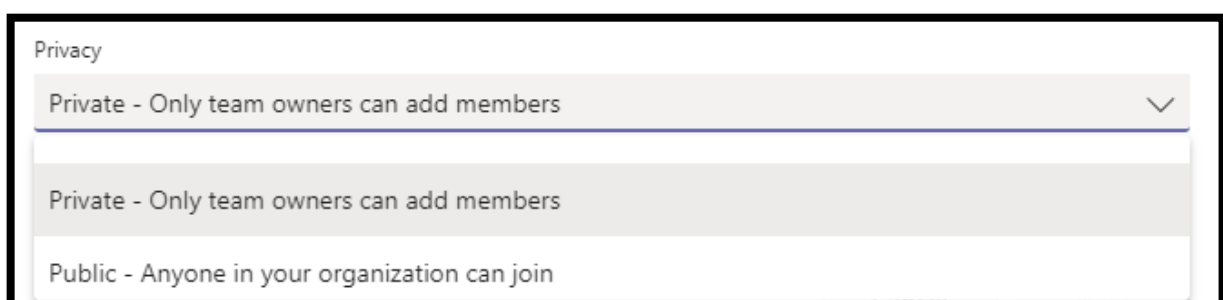 Privacy
Private - Only team owners can add members
Private - Only team owners can add members
Public - Anyone in your organization can join